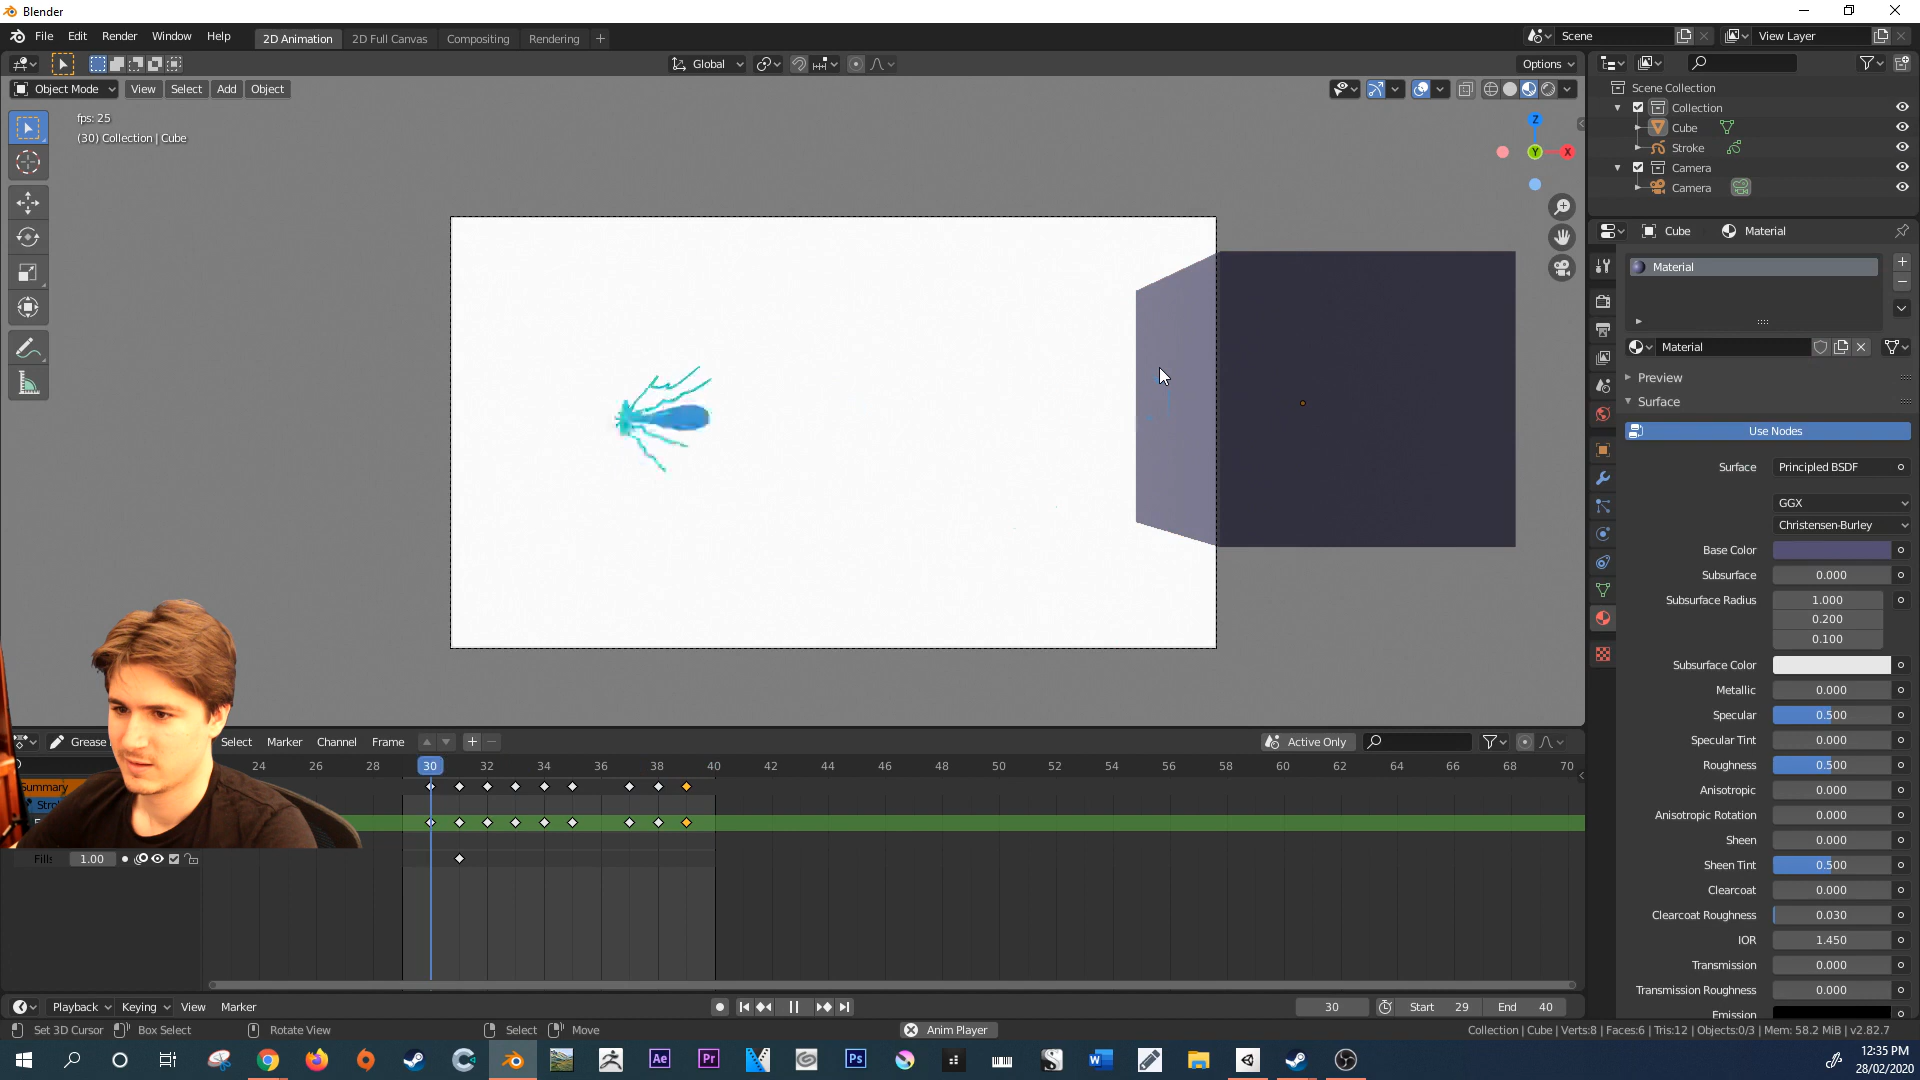 Blender
File Edit Render Window Help
2D Animation 2D Full Canvas Compositing Rendering +
Scene
View Layer
Global
Options
Object Mode View Select Add Object
fps: 25
(30) Collection | Cube
Z
Y
X
Scene Collection
Collection
Cube
Stroke
Camera
Camera
Cube Material
Material
Material
Preview
Surface
Use Nodes
Surface Principled BSDF
GGX
Christensen-Burley
Base Color
Subsurface 0.000
Subsurface Radius 1.000
0.200
0.100
Subsurface Color
Metallic 0.000
Specular 0.500
Specular Tint 0.000
Roughness 0.500
Anisotropic 0.000
Anisotropic Rotation 0.000
Sheen 0.000
Sheen Tint 0.500
Clearcoat 0.000
Clearcoat Roughness 0.030
IOR 1.450
Transmission 0.000
Transmission Roughness 0.000
Emission
Grease Select Marker Channel Frame
Active Only
24 26 28 30 32 34 36 38 40 42 44 46 48 50 52 54 56 58 60 62 64 66 68 70
Summary
Fills 1.00
Playback Keying View Marker
30 Start 29 End 40
Set 3D Cursor Box Select Rotate View Select Move
Anim Player
Collection | Cube | Verts:8 | Faces:6 | Tris:12 | Objects:0/3 | Mem: 58.2 MiB | v2.82.7
Ae Pr Ps
12:35 PM
28/02/2020